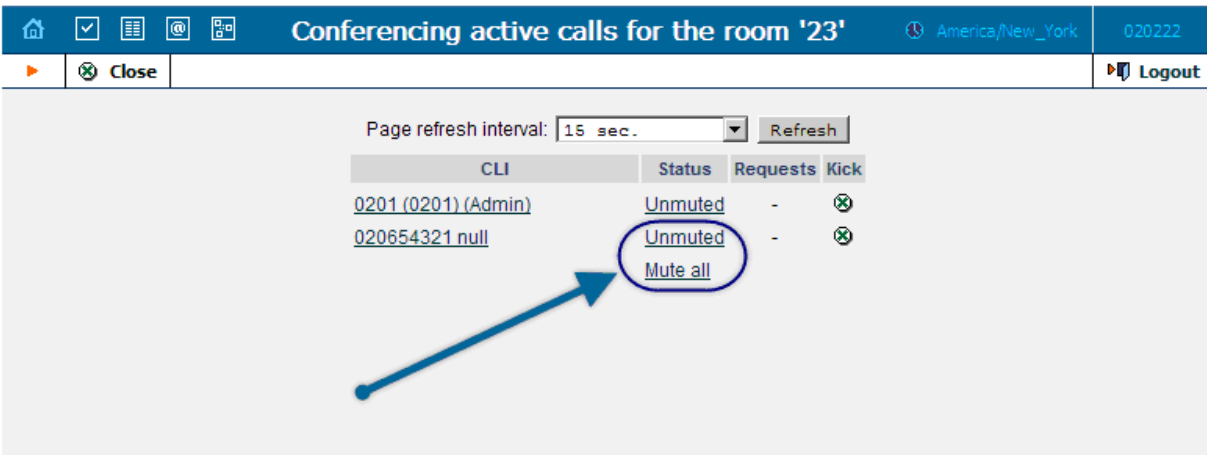 Conferencing active calls for the room '23' America/New_York 020222
Close Logout
Page refresh interval: 15 sec. Refresh
CLI Status Requests Kick
0201 (0201) (Admin) Unmuted -
020654321 null Unmuted -
Mute all